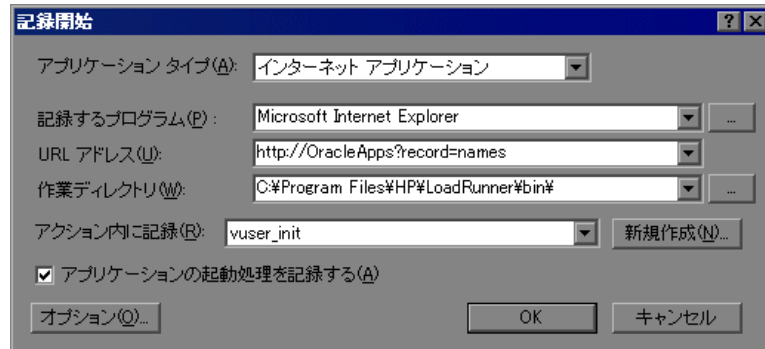 記録開始
アプリケーション タイプ(A): インターネット アプリケーション
記録するプログラム(P) : Microsoft Internet Explorer ...
URL アドレス(U): http://OracleApps?record=names
作業ディレクトリ(W): C:¥Program Files¥HP¥LoadRunner¥bin¥ ...
アクション内に記録(R): vuser_init 新規作成(N)...
アプリケーションの起動処理を記録する(A)
オプション(O)... OK キャンセル